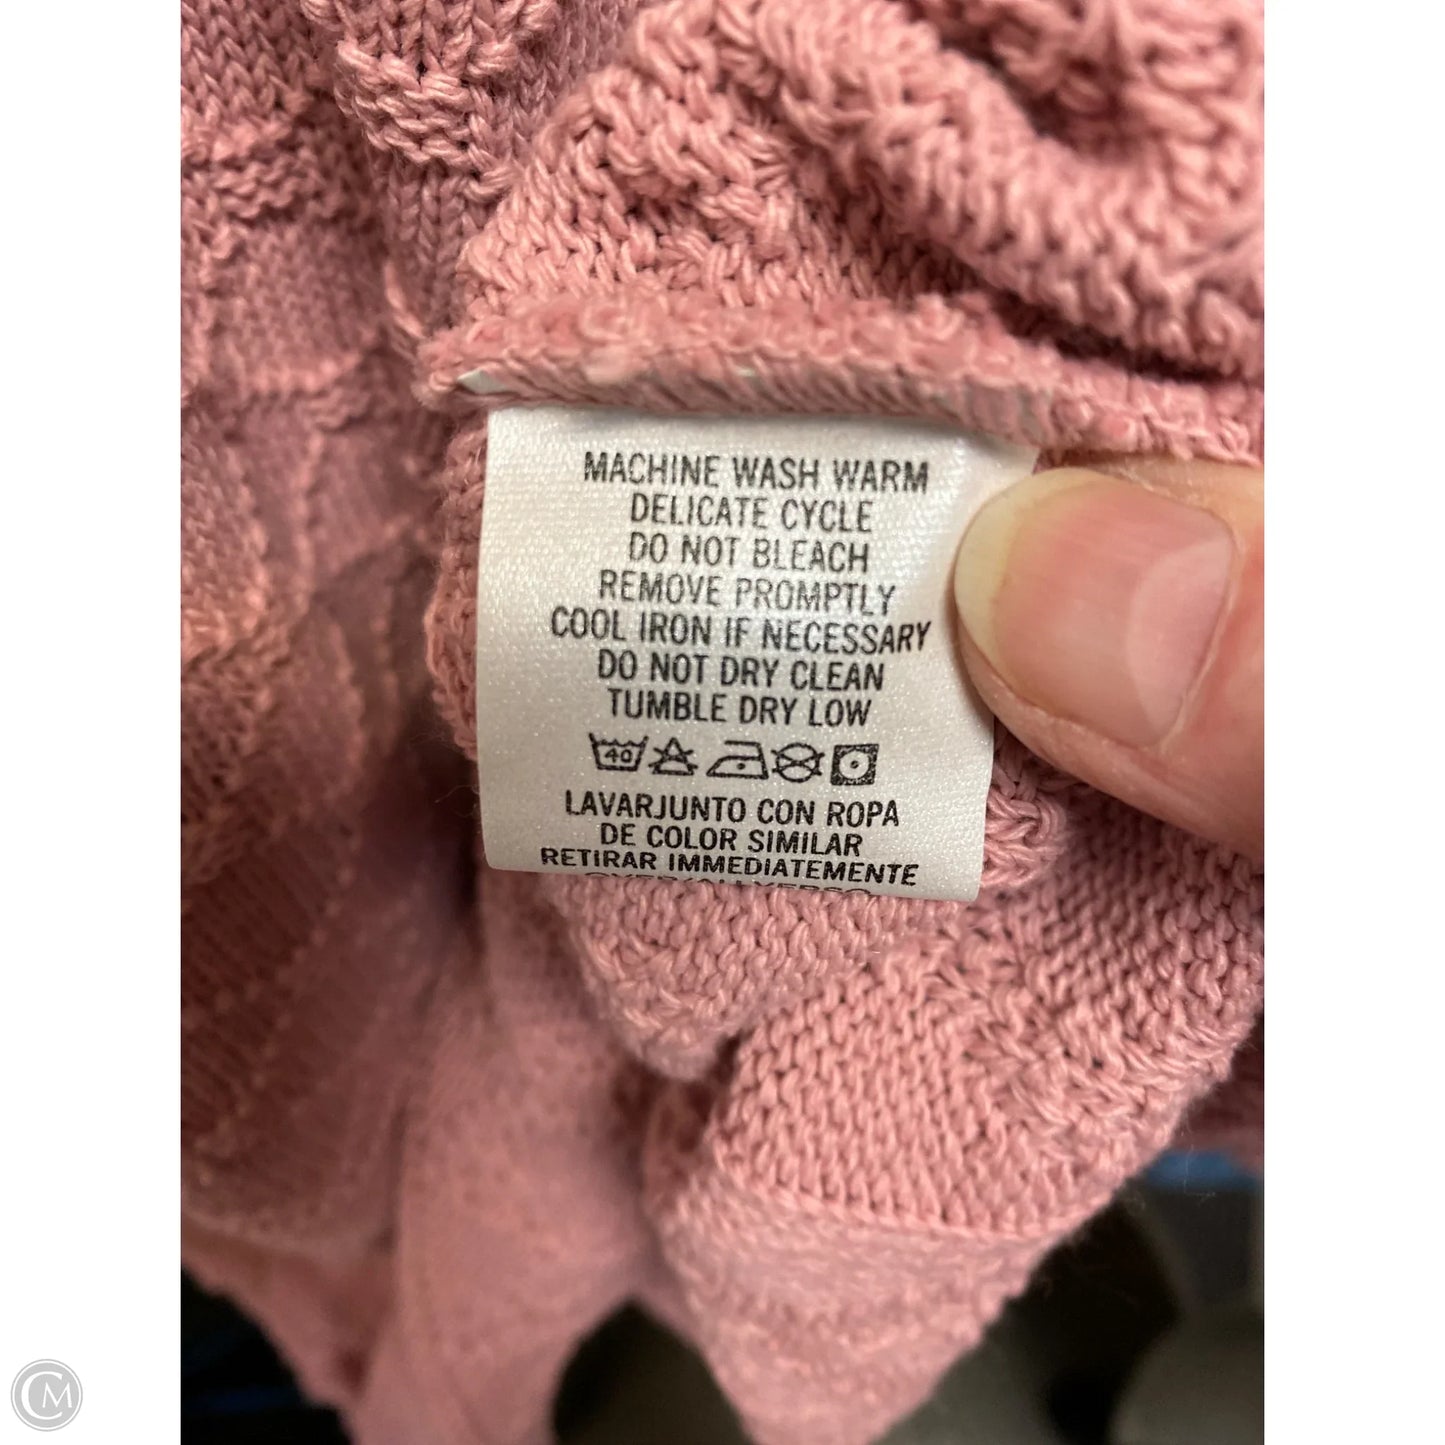 MACHINE WASH WARM
DELICATE CYCLE
DO NOT BLEACH
REMOVE PROMPTLY
COOL IRON IF NECESSARY
DO NOT DRY CLEAN
TUMBLE DRY LOW
40
LAVARJUNTO CON ROPA
DE COLOR SIMILAR
RETIRAR IMMEDIATEMENTE
CM